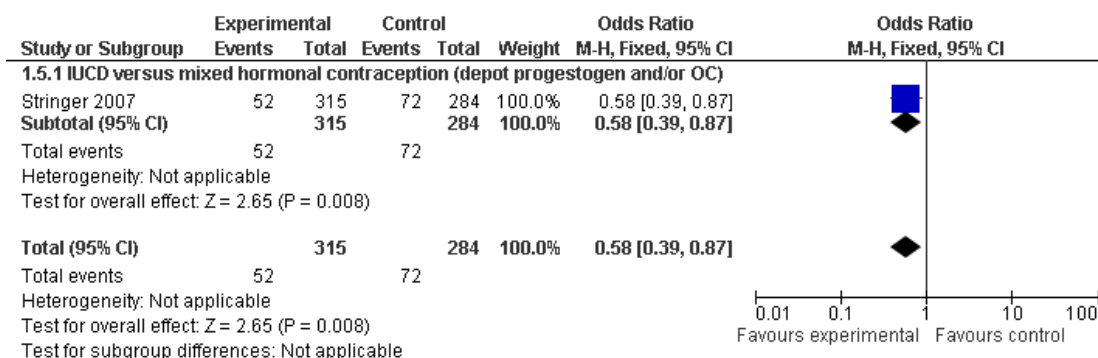 Experimental Control Odds Ratio Odds Ratio
Study or Subgroup Events Total Events Total Weight M-H, Fixed, 95% CI M-H, Fixed, 95% CI
1.5.1 IUCD versus mixed hormonal contraception (depot progestogen and/or OC)
Stringer 2007 52 315 72 284 100.0% 0.58 [0.39, 0.87]
Subtotal (95% CI) 315 284 100.0% 0.58 [0.39, 0.87]
Total events 52 72
Heterogeneity: Not applicable
Test for overall effect: Z = 2.65 (P = 0.008)
Total (95% CI) 315 284 100.0% 0.58 [0.39, 0.87]
Total events 52 72
Heterogeneity: Not applicable
Test for overall effect: Z = 2.65 (P = 0.008)
Test for subgroup differences: Not applicable
0.01 0.1 1 10 100
Favours experimental Favours control